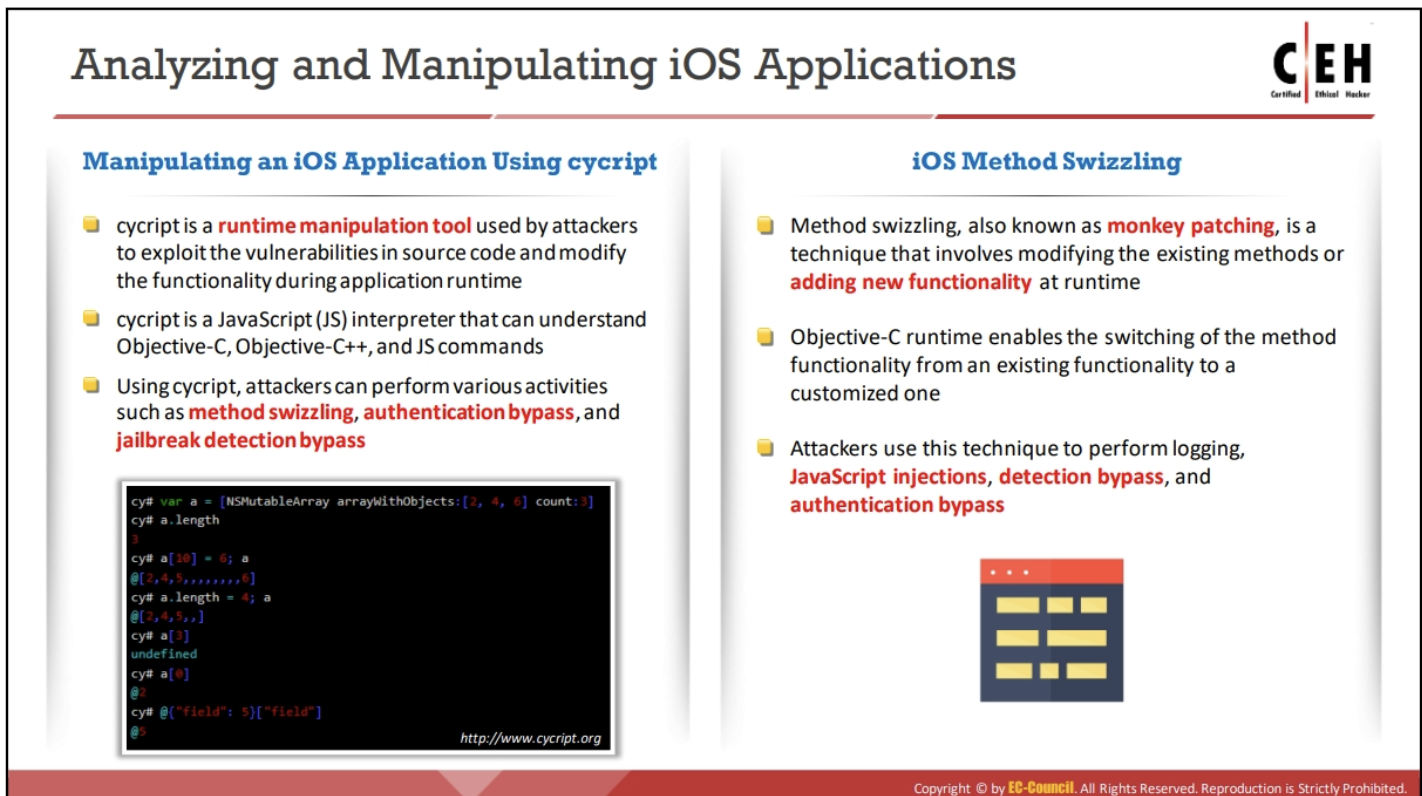 Analyzing and Manipulating iOS Applications
C|EH
Certified Ethical Hacker
Manipulating an iOS Application Using cycript
cycript is a runtime manipulation tool used by attackers
to exploit the vulnerabilities in source code and modify
the functionality during application runtime
cycript is a JavaScript (JS) interpreter that can understand
Objective-C, Objective-C++, and JS commands
Using cycript, attackers can perform various activities
such as method swizzling, authentication bypass, and
jailbreak detection bypass
cy# var a = [NSMutableArray arrayWithObjects:[2, 4, 6] count:3]
cy# a.length
3
cy# a[10] = 6; a
@[2,4,5,,,,,,,,6]
cy# a.length = 4; a
@[2,4,5,,]
cy# a[3]
undefined
cy# a[0]
@2
cy# @{"field": 5}["field"]
@5
http://www.cycript.org
iOS Method Swizzling
Method swizzling, also known as monkey patching, is a
technique that involves modifying the existing methods or
adding new functionality at runtime
Objective-C runtime enables the switching of the method
functionality from an existing functionality to a
customized one
Attackers use this technique to perform logging,
JavaScript injections, detection bypass, and
authentication bypass
Copyright © by EC-Council. All Rights Reserved. Reproduction is Strictly Prohibited.